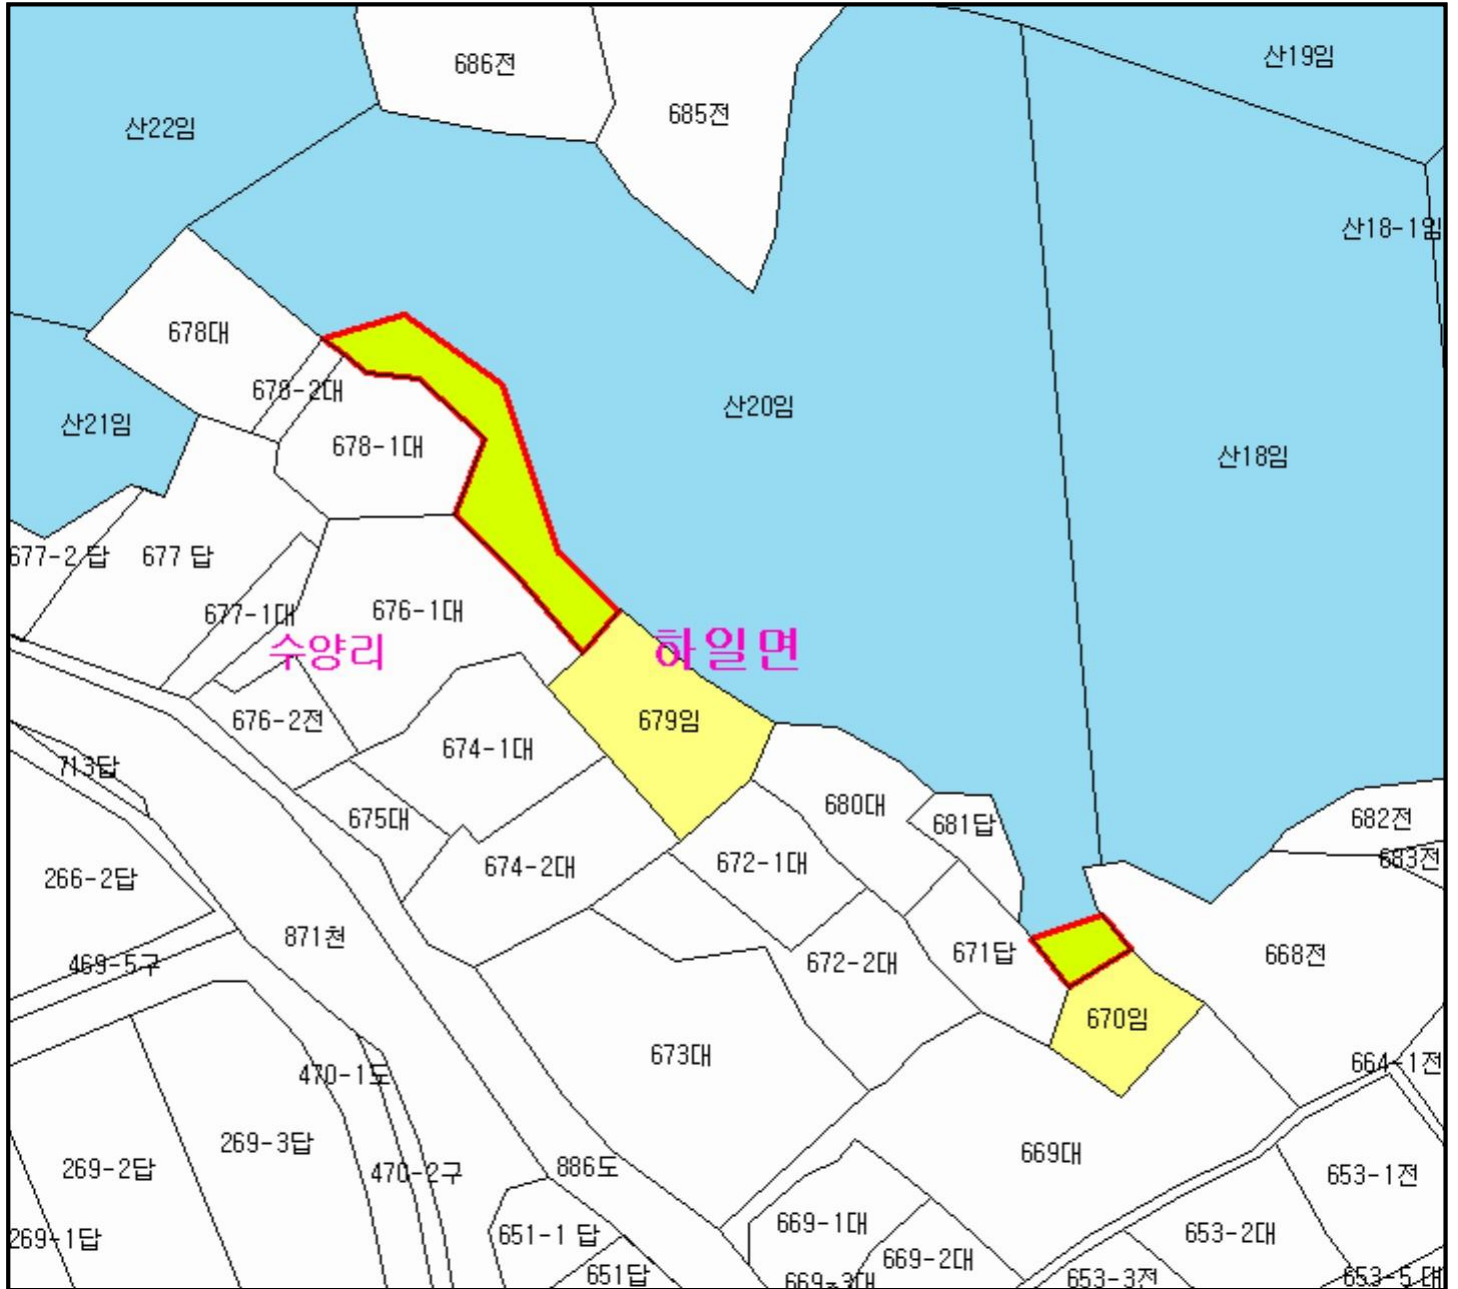 686전
산19임
685전
산22임
산18-1임
678대
678-2대
산20임
산21임
678-1대
산18임
677-2 답
677 답
677-1대
676-1대
수양리
하일면
676-2전
679임
674-1대
713답
675대
680대
681답
682전
683전
674-2대
672-1대
266-2답
871천
469-5구
672-2대
671답
668전
670임
673대
664-1전
470-1도
269-3답
269-2답
470-2구
886도
669대
653-1전
269-1답
651-1 답
669-1대
653-2대
669-2대
651답
669-3대
653-3전
653-5 대